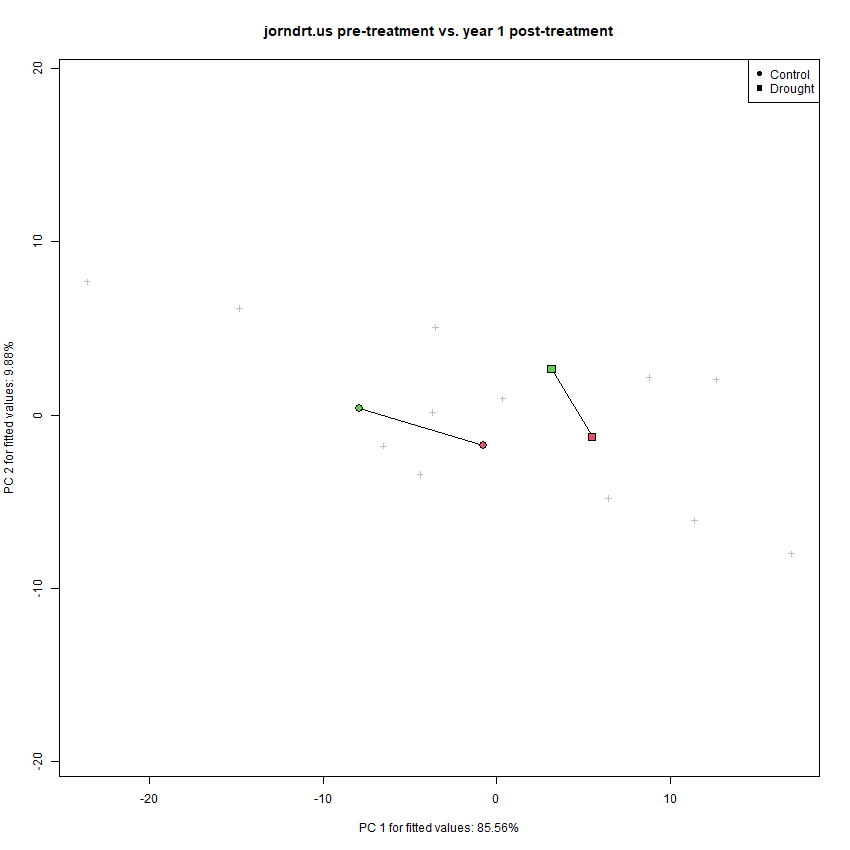 jorndrt.us pre-treatment vs. year 1 post-treatment
Control
Drought
20
10
0
-10
-20
PC 2 for fitted values: 9.88%
-20
-10
0
10
PC 1 for fitted values: 85.56%